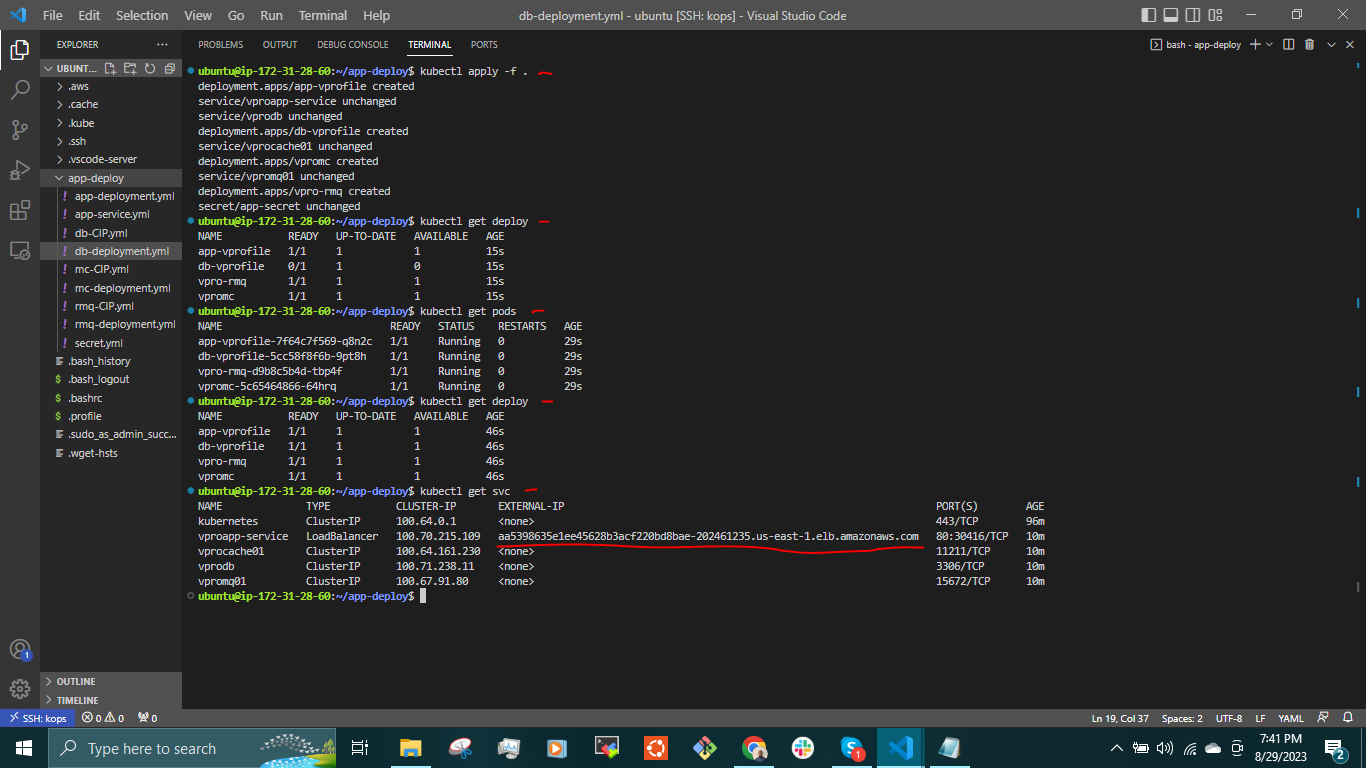 File Edit Selection View Go Run Terminal Help db-deployment.yml - ubuntu [SSH: kops] - Visual Studio Code
EXPLORER
UBUNT...
.aws
.cache
.kube
.ssh
.vscode-server
app-deploy
app-deployment.yml
app-service.yml
db-CIP.yml
db-deployment.yml
mc-CIP.yml
mc-deployment.yml
rmq-CIP.yml
rmq-deployment.yml
secret.yml
.bash_history
.bash_logout
.bashrc
.profile
.sudo_as_admin_succ...
.wget-hsts
OUTLINE
TIMELINE
PROBLEMS OUTPUT DEBUG CONSOLE TERMINAL PORTS bash - app-deploy
ubuntu@ip-172-31-28-60:~/app-deploy$ kubectl apply -f .
deployment.apps/app-vprofile created
service/vproapp-service unchanged
service/vprodb unchanged
deployment.apps/db-vprofile created
service/vprocache01 unchanged
deployment.apps/vpromc created
service/vpromq01 unchanged
deployment.apps/vpro-rmq created
secret/app-secret unchanged
ubuntu@ip-172-31-28-60:~/app-deploy$ kubectl get deploy
NAME READY UP-TO-DATE AVAILABLE AGE
app-vprofile 1/1 1 1 15s
db-vprofile 0/1 1 0 15s
vpro-rmq 1/1 1 1 15s
vpromc 1/1 1 1 15s
ubuntu@ip-172-31-28-60:~/app-deploy$ kubectl get pods
NAME READY STATUS RESTARTS AGE
app-vprofile-7f64c7f569-q8n2c 1/1 Running 0 29s
db-vprofile-5cc58f8f6b-9pt8h 1/1 Running 0 29s
vpro-rmq-d9b8c5b4d-tbp4f 1/1 Running 0 29s
vpromc-5c65464866-64hrq 1/1 Running 0 29s
ubuntu@ip-172-31-28-60:~/app-deploy$ kubectl get deploy
NAME READY UP-TO-DATE AVAILABLE AGE
app-vprofile 1/1 1 1 46s
db-vprofile 1/1 1 1 46s
vpro-rmq 1/1 1 1 46s
vpromc 1/1 1 1 46s
ubuntu@ip-172-31-28-60:~/app-deploy$ kubectl get svc
NAME TYPE CLUSTER-IP EXTERNAL-IP PORT(S) AGE
kubernetes ClusterIP 100.64.0.1 <none> 443/TCP 96m
vproapp-service LoadBalancer 100.70.215.109 aa5398635e1ee45628b3acf220bd8bae-202461235.us-east-1.elb.amazonaws.com 80:30416/TCP 10m
vprocache01 ClusterIP 100.64.161.230 <none> 11211/TCP 10m
vprodb ClusterIP 100.71.238.11 <none> 3306/TCP 10m
vpromq01 ClusterIP 100.67.91.80 <none> 15672/TCP 10m
ubuntu@ip-172-31-28-60:~/app-deploy$
1
SSH: kops 0 0 0 Ln 19, Col 37 Spaces: 2 UTF-8 LF YAML
Type here to search
1
7:41 PM
8/29/2023
2